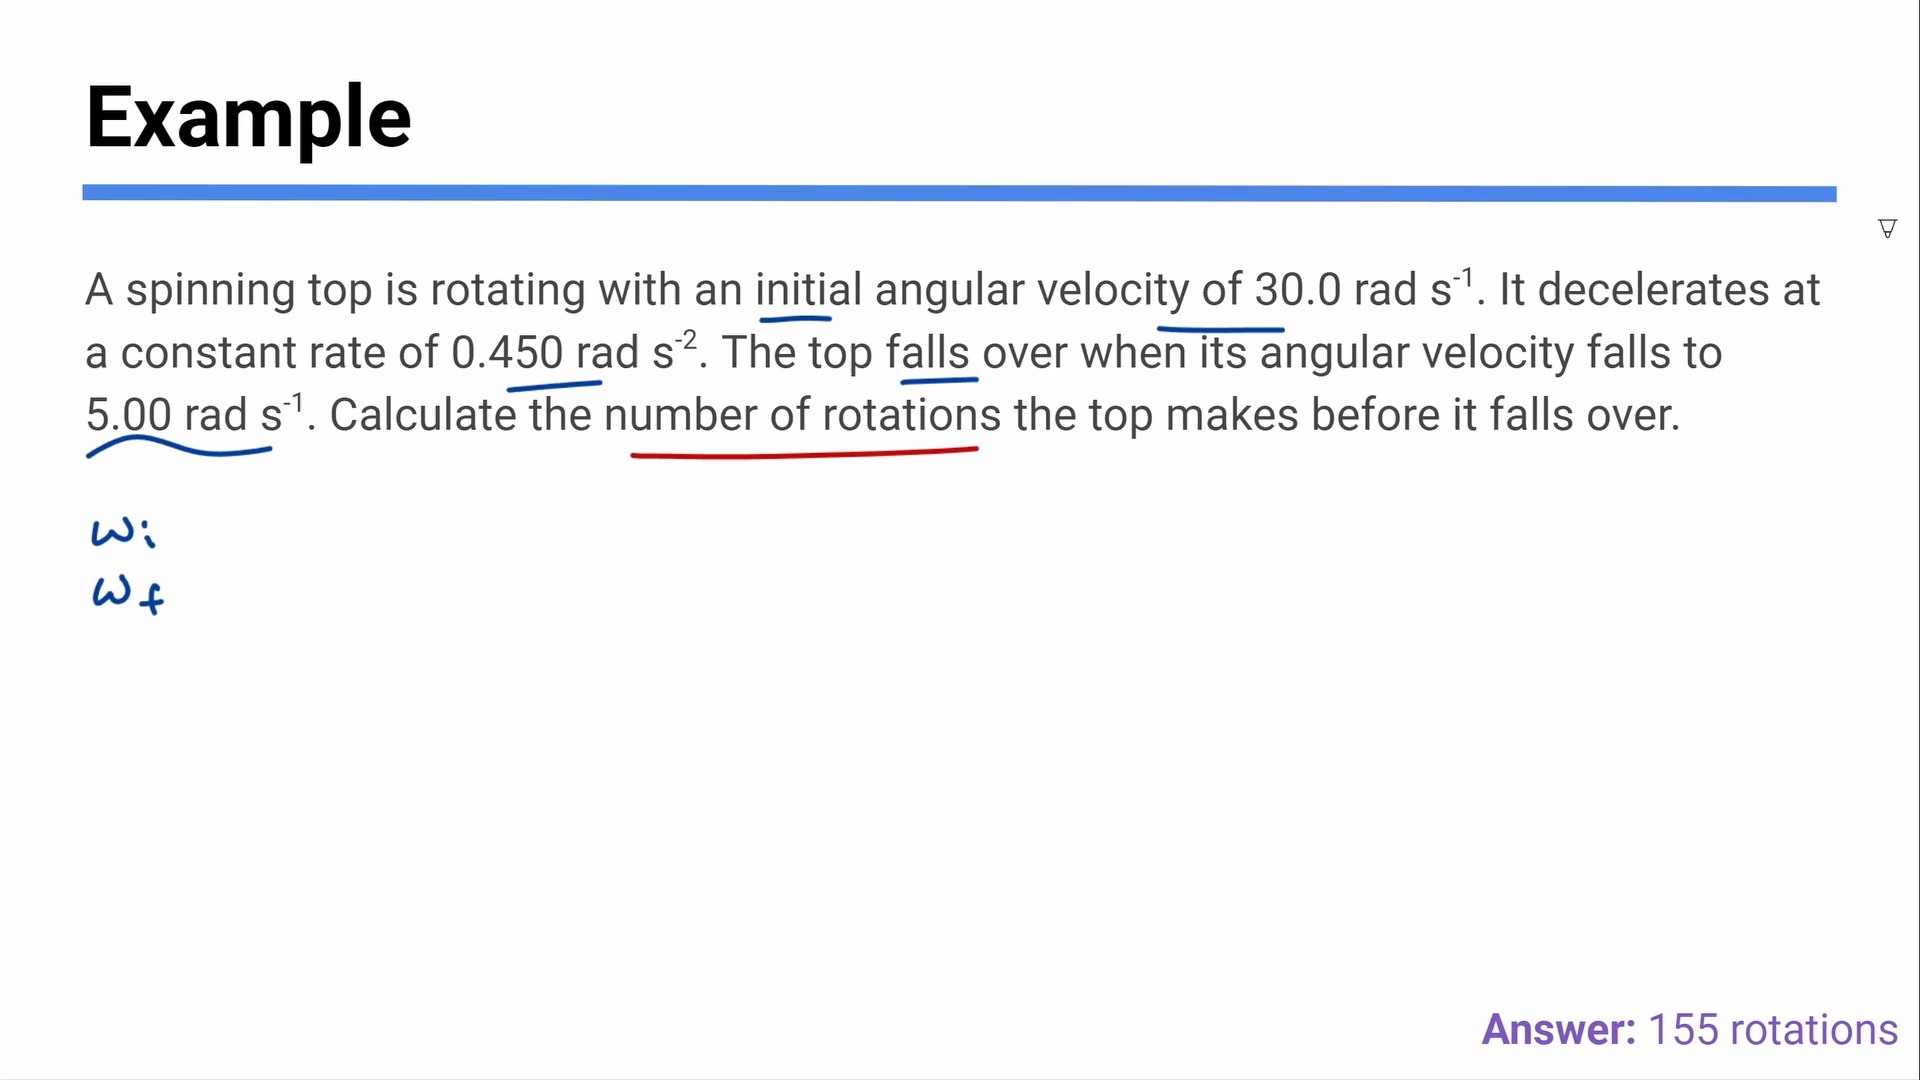 Example
A spinning top is rotating with an initial angular velocity of 30.0 rad s⁻¹. It decelerates at
a constant rate of 0.450 rad s⁻². The top falls over when its angular velocity falls to
5.00 rad s⁻¹. Calculate the number of rotations the top makes before it falls over.
ωi
ωf
Answer: 155 rotations